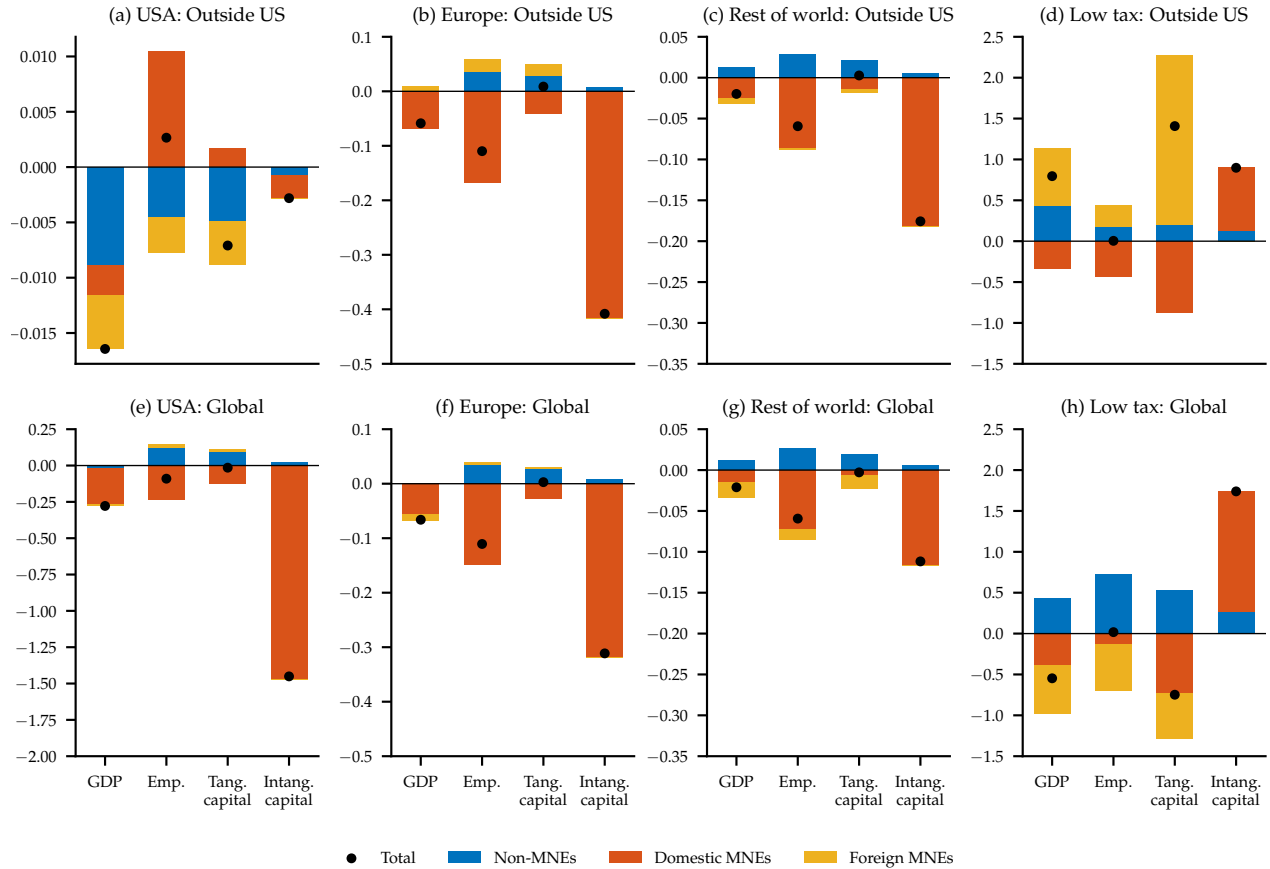 (a) USA: Outside US
0.010
0.005
0.000
−0.005
−0.010
−0.015
(b) Europe: Outside US
0.1
0.0
−0.1
−0.2
−0.3
−0.4
−0.5
(c) Rest of world: Outside US
0.05
0.00
−0.05
−0.10
−0.15
−0.20
−0.25
−0.30
−0.35
(d) Low tax: Outside US
2.5
2.0
1.5
1.0
0.5
0.0
−0.5
−1.0
−1.5
(e) USA: Global
0.25
0.00
−0.25
−0.50
−0.75
−1.00
−1.25
−1.50
−1.75
−2.00
GDP
Emp.
Tang.
capital
Intang.
capital
(f) Europe: Global
0.1
0.0
−0.1
−0.2
−0.3
−0.4
−0.5
GDP
Emp.
Tang.
capital
Intang.
capital
(g) Rest of world: Global
0.05
0.00
−0.05
−0.10
−0.15
−0.20
−0.25
−0.30
−0.35
GDP
Emp.
Tang.
capital
Intang.
capital
(h) Low tax: Global
2.5
2.0
1.5
1.0
0.5
0.0
−0.5
−1.0
−1.5
GDP
Emp.
Tang.
capital
Intang.
capital
Total
Non-MNEs
Domestic MNEs
Foreign MNEs